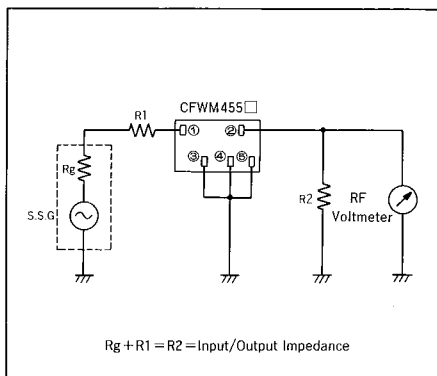 CFWM455□
R1
① ②
③ ④ ⑤
Rg
S.S.G
R2
RF
Voltmeter
Rg+R1=R2=Input/Output Impedance